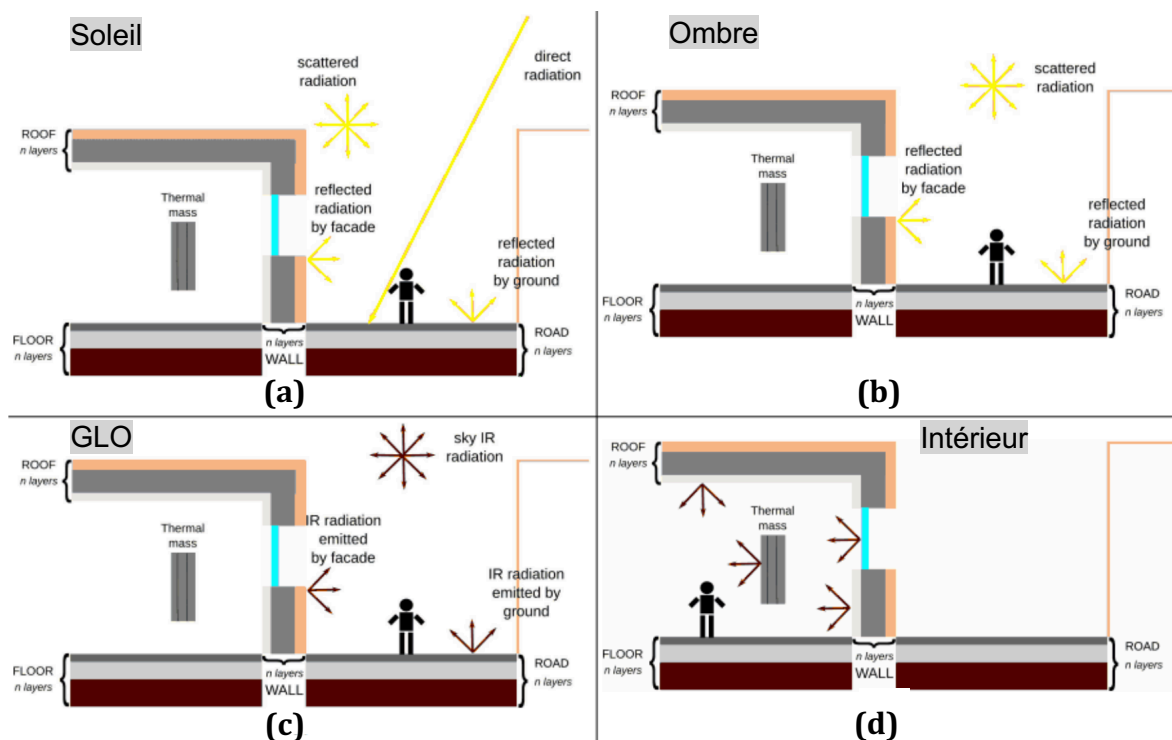 Soleil
scattered
radiation
direct
radiation
ROOF
n layers
Thermal
mass
reflected
radiation
by facade
reflected
radiation
by ground
FLOOR
n layers
n layers
WALL
ROAD
n layers
(a)
Ombre
scattered
radiation
ROOF
n layers
Thermal
mass
reflected
radiation
by facade
reflected
radiation
by ground
FLOOR
n layers
n layers
WALL
ROAD
n layers
(b)
GLO
sky IR
radiation
ROOF
n layers
Thermal
mass
IR radiation
emitted
by facade
IR radiation
emitted by
ground
FLOOR
n layers
n layers
WALL
ROAD
n layers
(c)
Intérieur
ROOF
n layers
Thermal
mass
FLOOR
n layers
n layers
WALL
ROAD
n layers
(d)